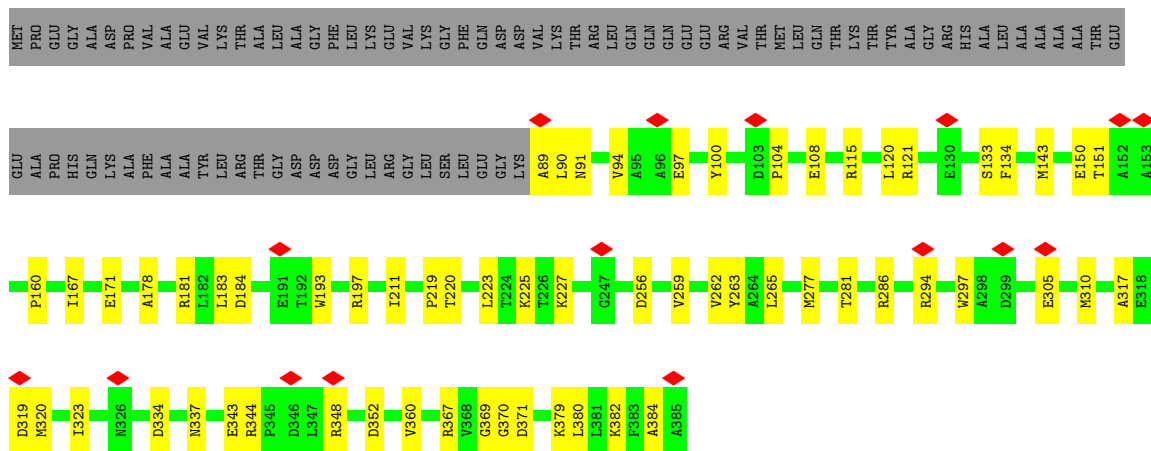 MET PRO GLU GLY ALA ASP PRO VAL ALA GLU VAL LYS THR ALA LEU ALA GLY PHE LEU LYS GLU VAL LYS GLY PHE GLN ASP ASP VAL LYS THR ARG LEU GLN GLN GLN GLU GLU ARG VAL THR MET LEU GLN THR LYS THR TYR ALA GLY ARG HIS ALA LEU ALA ALA ALA ALA THR GLU
GLU ALA PRO HIS GLN LYS ALA PHE ALA ALA TYR LEU ARG THR GLY ASP ASP ASP GLY LEU ARG GLY LEU SER LEU GLU GLY LYS A89 L90 N91 V94 A95 A96 E97 Y100 D103 P104 E108 R115 L120 R121 E130 S133 F134 M143 E150 T151 A152 A153
P160 I167 E171 A178 R181 L182 L183 D184 E191 T192 W193 R197 I211 P219 T220 L223 T224 K225 T226 K227 G247 D256 V259 V262 Y263 A264 L265 M277 T281 R286 R294 W297 A298 D299 E305 M310 A317 E318
D319 M320 I323 N326 D334 N337 E343 R344 P345 D346 L347 R348 D352 V360 R367 V368 G369 G370 D371 K379 L380 L381 K382 F383 A384 A385